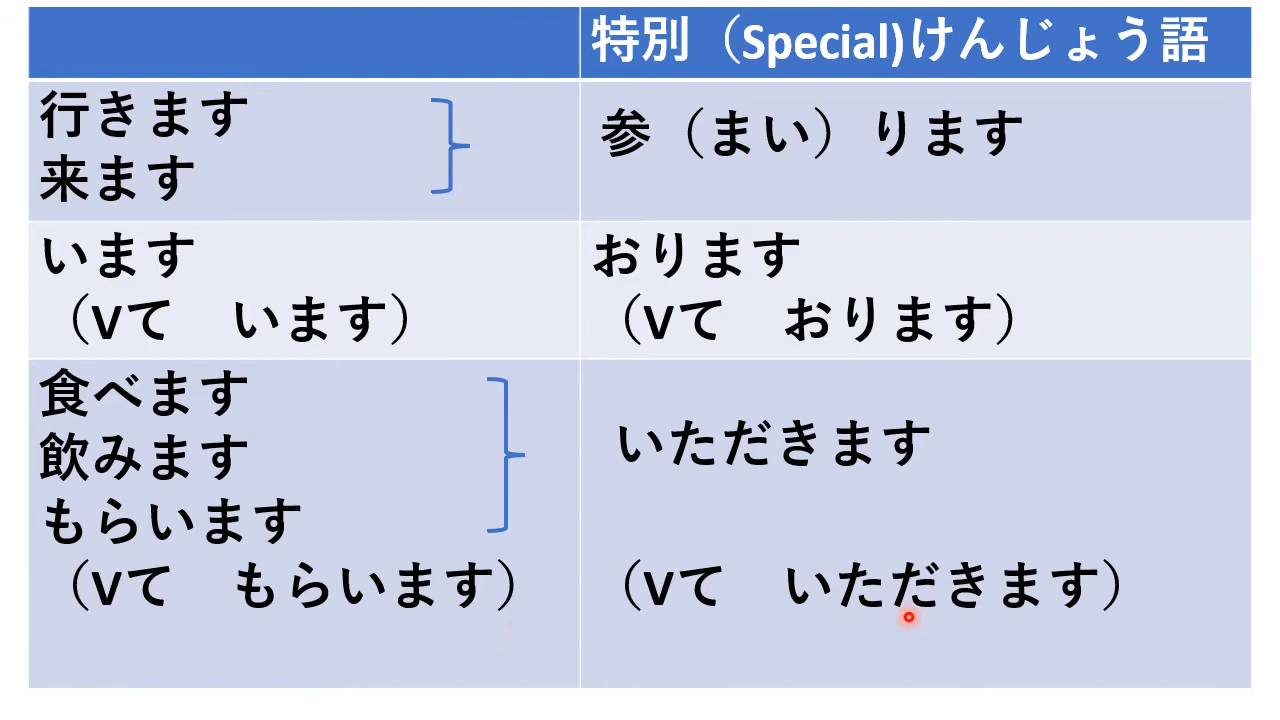 特別（Special)けんじょう語
行きます
来ます
参（まい）ります
います
（Vて　います）
おります
（Vて　おります）
食べます
飲みます
もらいます
（Vて　もらいます）
いただきます
（Vて　いただきます）